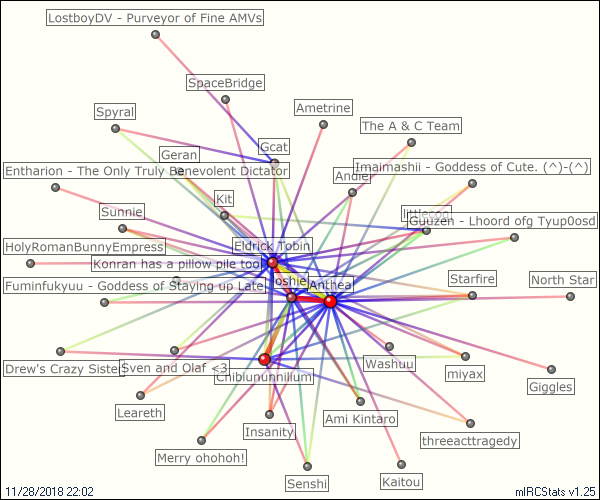 LostboyDV - Purveyor of Fine AMVs
SpaceBridge
Ametrine
Spyral
The A & C Team
Gcat
Geran
Imaimashii - Goddess of Cute. (^)-(^)
Entharion - The Only Truly Benevolent Dictator
Andie
Kit
Sunnie
Guuzen - Lhoord ofg Tyup0osd
HolyRomanBunnyEmpress
Eldrick Tobin
Konran has a pillow pile too
Starfire
North Star
Fuminfukyuu - Goddess of Staying up Late
Anthea
Drew's Crazy Sister
Sven and Olaf <3
Washuu
Chiblunùnnilium
miyax
Giggles
Leareth
Ami Kintaro
Insanity
threeacttragedy
Merry ohohoh!
Senshi
Kaitou
11/28/2018 22:02
mIRCStats v1.25